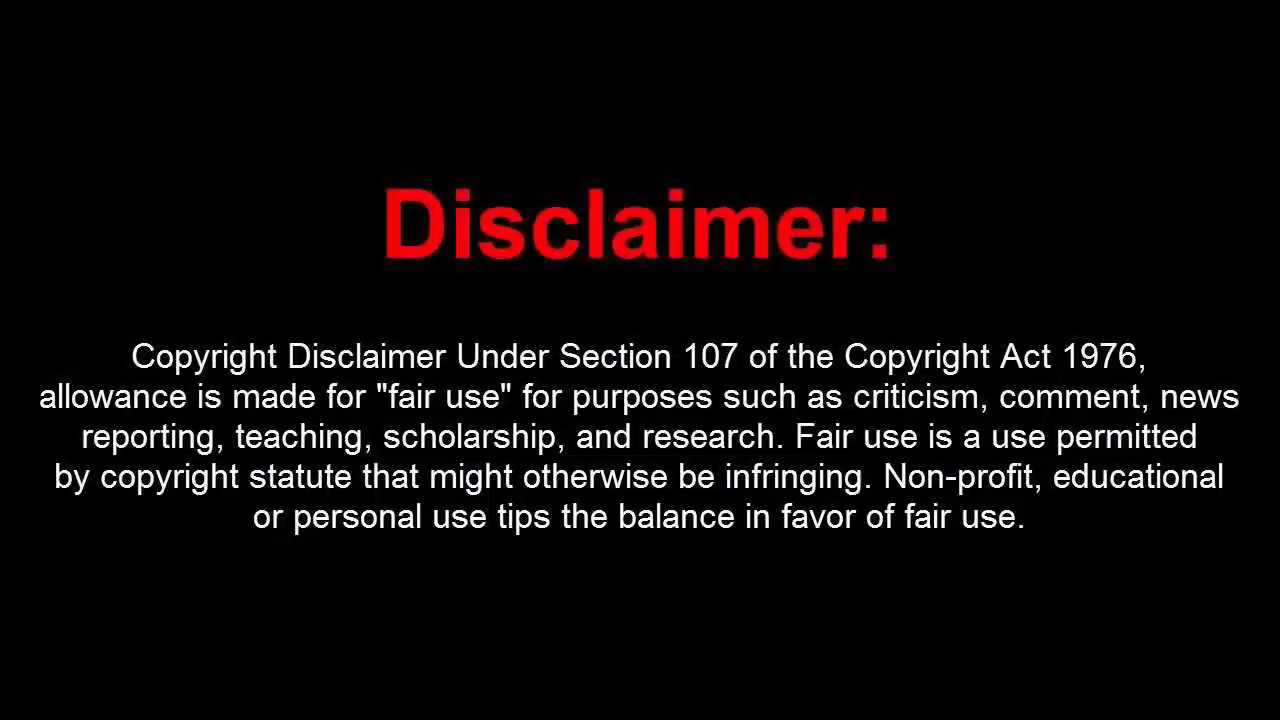 Disclaimer:
Copyright Disclaimer Under Section 107 of the Copyright Act 1976,
allowance is made for "fair use" for purposes such as criticism, comment, news
reporting, teaching, scholarship, and research. Fair use is a use permitted
by copyright statute that might otherwise be infringing. Non-profit, educational
or personal use tips the balance in favor of fair use.